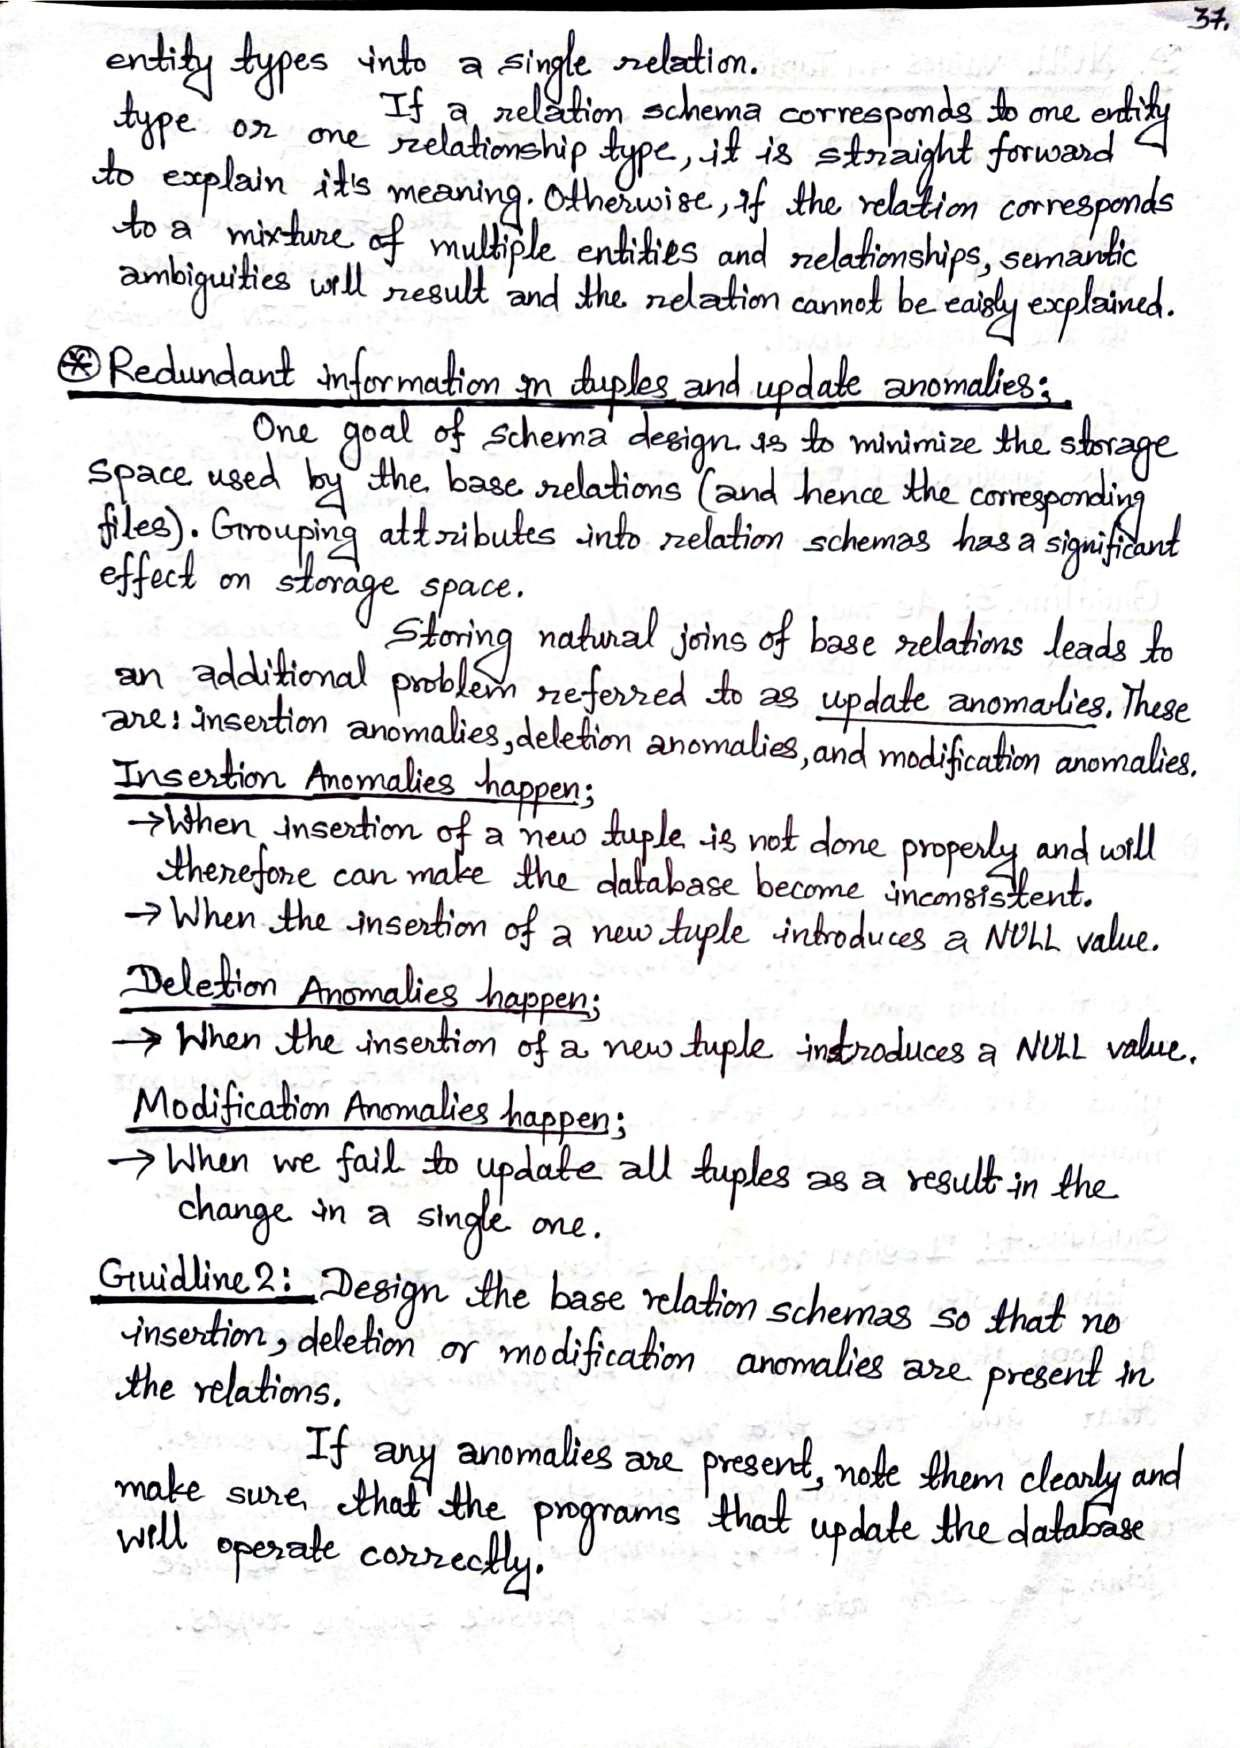 37.
entity types into a single relation.
If a relation schema corresponds to one entity
type or one relationship type, it is straight forward
to explain it's meaning. Otherwise, if the relation corresponds
to a mixture of multiple entities and relationships, semantic
ambiguities will result and the relation cannot be eaisly explained.
⊛ Redundant information in tuples and update anomalies;
One goal of schema design is to minimize the storage
space used by the base relations (and hence the corresponding
files). Grouping attributes into relation schemas has a significant
effect on storage space.
Storing natural joins of base relations leads to
an additional problem referred to as update anomalies. These
are: insertion anomalies, deletion anomalies, and modification anomalies.
Insertion Anomalies happen;
→ When insertion of a new tuple is not done properly and will
therefore can make the database become inconsistent.
→ When the insertion of a new tuple introduces a NULL value.
Deletion Anomalies happen;
→ When the insertion of a new tuple introduces a NULL value.
Modification Anomalies happen;
→ When we fail to update all tuples as a result in the
change in a single one.
Guidline 2: Design the base relation schemas so that no
insertion, deletion or modification anomalies are present in
the relations.
If any anomalies are present, note them clearly and
make sure that the programs that update the database
will operate correctly.